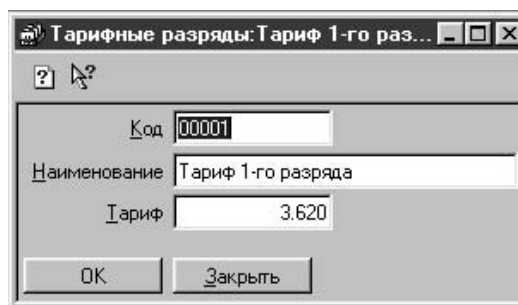 Тарифные разряды:Тариф 1-го раз...
Код 00001
Наименование Тариф 1-го разряда
Тариф 3.620
OK Закрыть